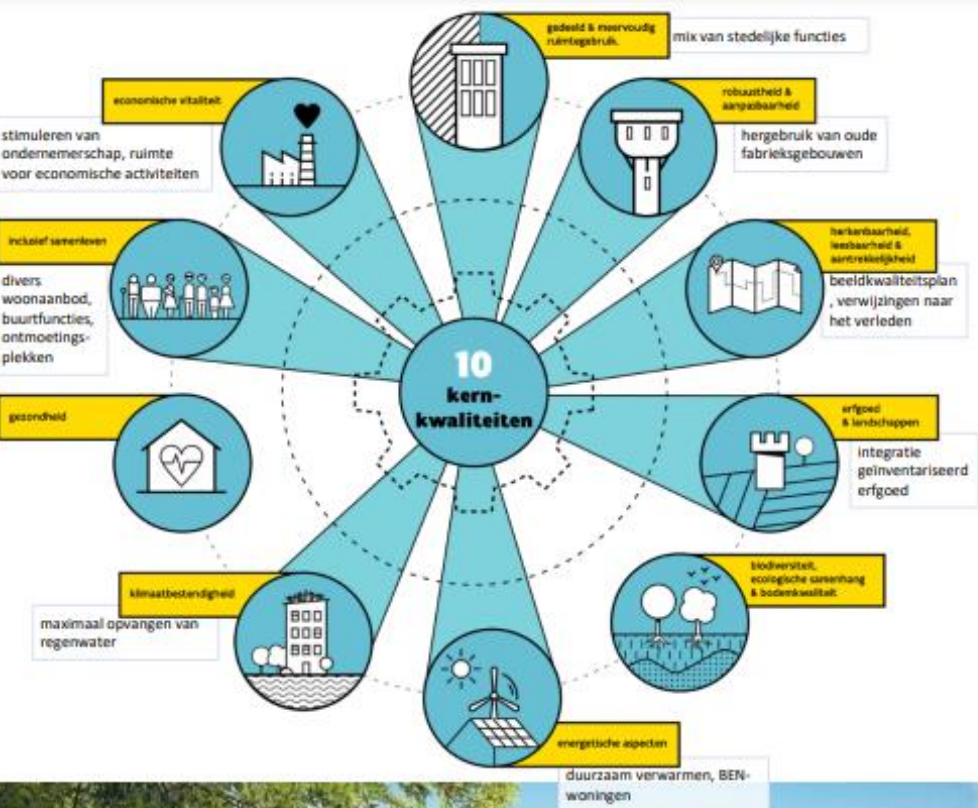 gedeeld & meervoudig
ruimtegebruik.
mix van stedelijke functies
robuustheid &
aanpasbaarheid
hergebruik van oude
fabrieksgebouwen
herkenbaarheid,
leesbaarheid &
aantrekkelijkheid
beeldkwaliteitsplan
, verwijzingen naar
het verleden
erfgoed
& landschappen
integratie
geïnventariseerd
erfgoed
biodiversiteit,
ecologische samenhang
& bodemkwaliteit
energetische aspecten
duurzaam verwarmen, BEN-
woningen
klimaatbestendigheid
maximaal opvangen van
regenwater
gezondheid
inclusief samenleven
divers
woonaanbod,
buurtfuncties,
ontmoetings-
plekken
economische vitaliteit
stimuleren van
ondernemerschap, ruimte
voor economische activiteiten
10
kern-
kwaliteiten